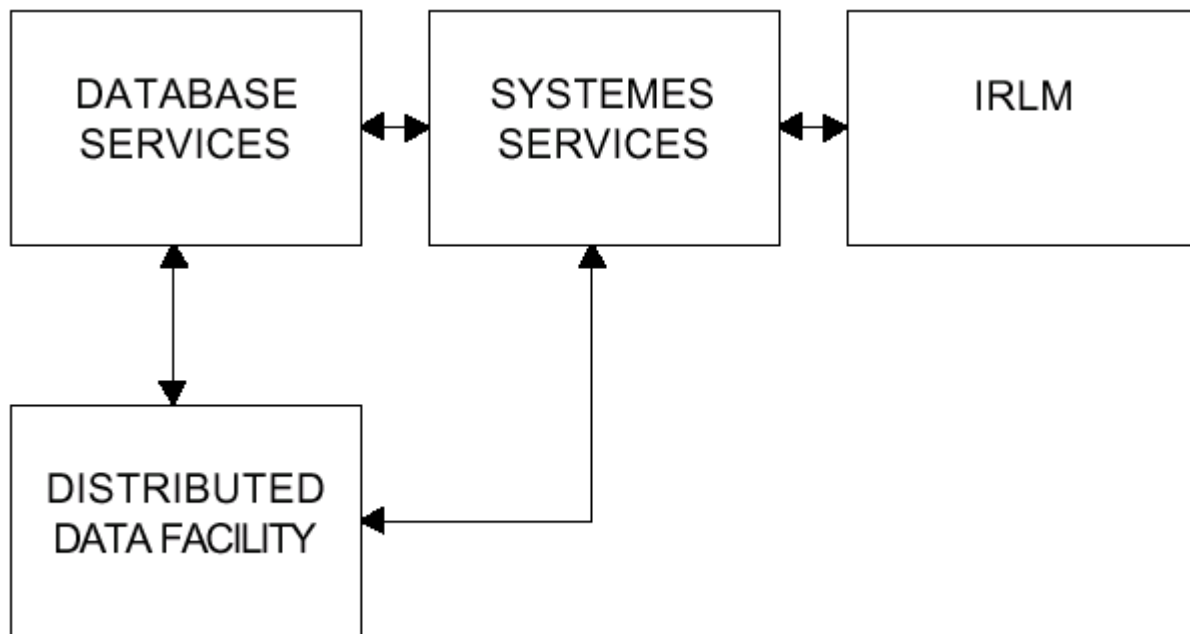 DATABASE
SERVICES
SYSTEMES
SERVICES
IRLM
DISTRIBUTED
DATA FACILITY